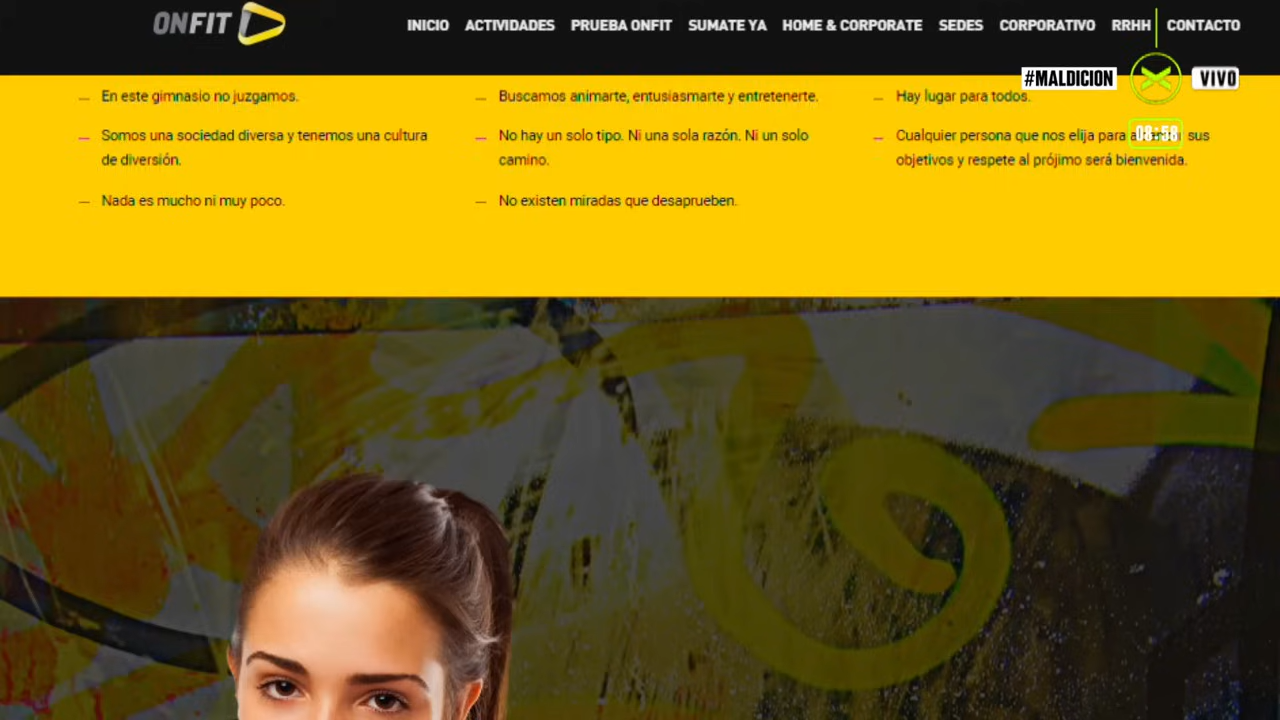 ONFIT
INICIO ACTIVIDADES PRUEBA ONFIT SUMATE YA HOME & CORPORATE SEDES CORPORATIVO RRHH CONTACTO
#MALDICION VIVO
08:58
— En este gimnasio no juzgamos.
— Somos una sociedad diversa y tenemos una cultura
de diversión.
— Nada es mucho ni muy poco.
— Buscamos animarte, entusiasmarte y entretenerte.
— No hay un solo tipo. Ni una sola razón. Ni un solo
camino.
— No existen miradas que desaprueben.
— Hay lugar para todos.
— Cualquier persona que nos elija para sus
objetivos y respete al prójimo será bienvenida.